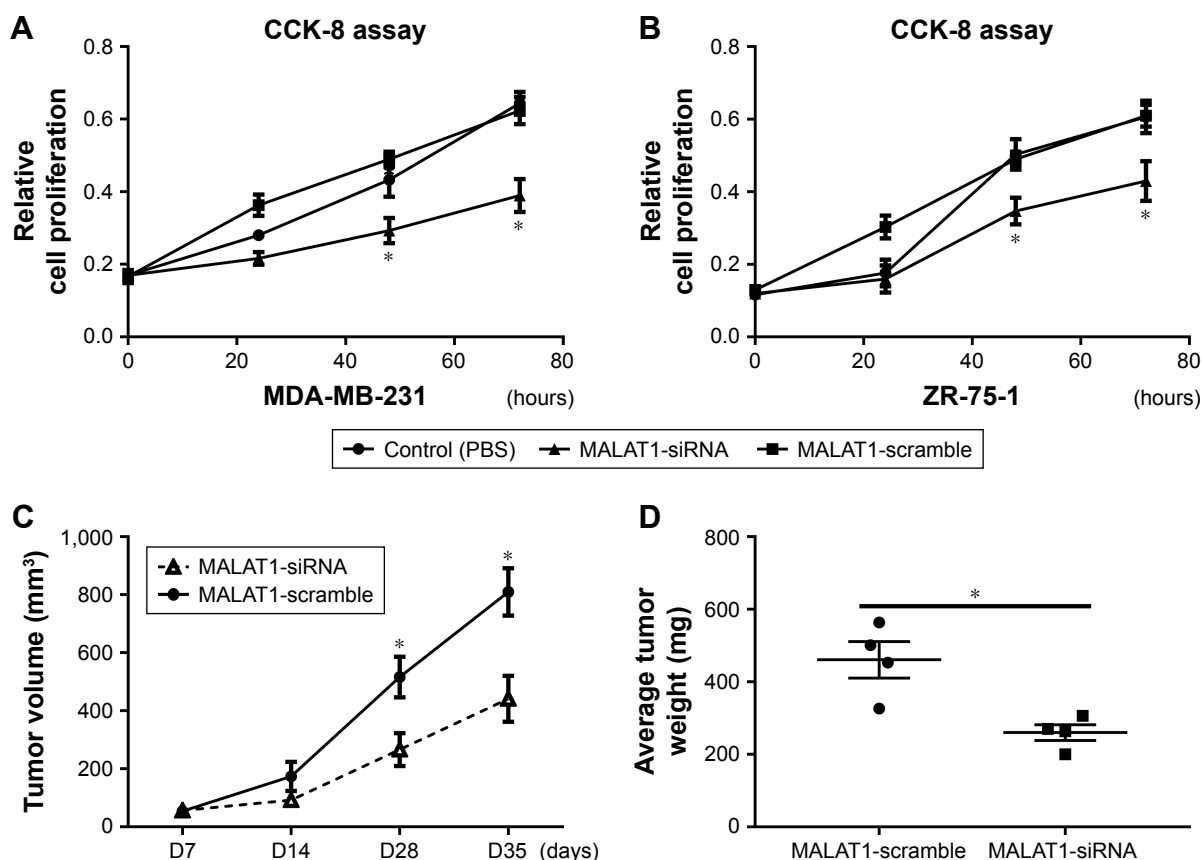 A
CCK-8 assay
Relative
cell proliferation
0.8
0.6
0.4
0.2
0.0
*
*
0
20
40
60
80
MDA-MB-231
(hours)
B
CCK-8 assay
Relative
cell proliferation
0.8
0.6
0.4
0.2
0.0
*
*
0
20
40
60
80
ZR-75-1
(hours)
Control (PBS) MALAT1-siRNA MALAT1-scramble
C
Tumor volume (mm³)
1,000
800
600
400
200
0
MALAT1-siRNA
MALAT1-scramble
*
*
D7
D14
D28
D35
(days)
D
Average tumor
weight (mg)
800
600
400
200
0
*
MALAT1-scramble
MALAT1-siRNA